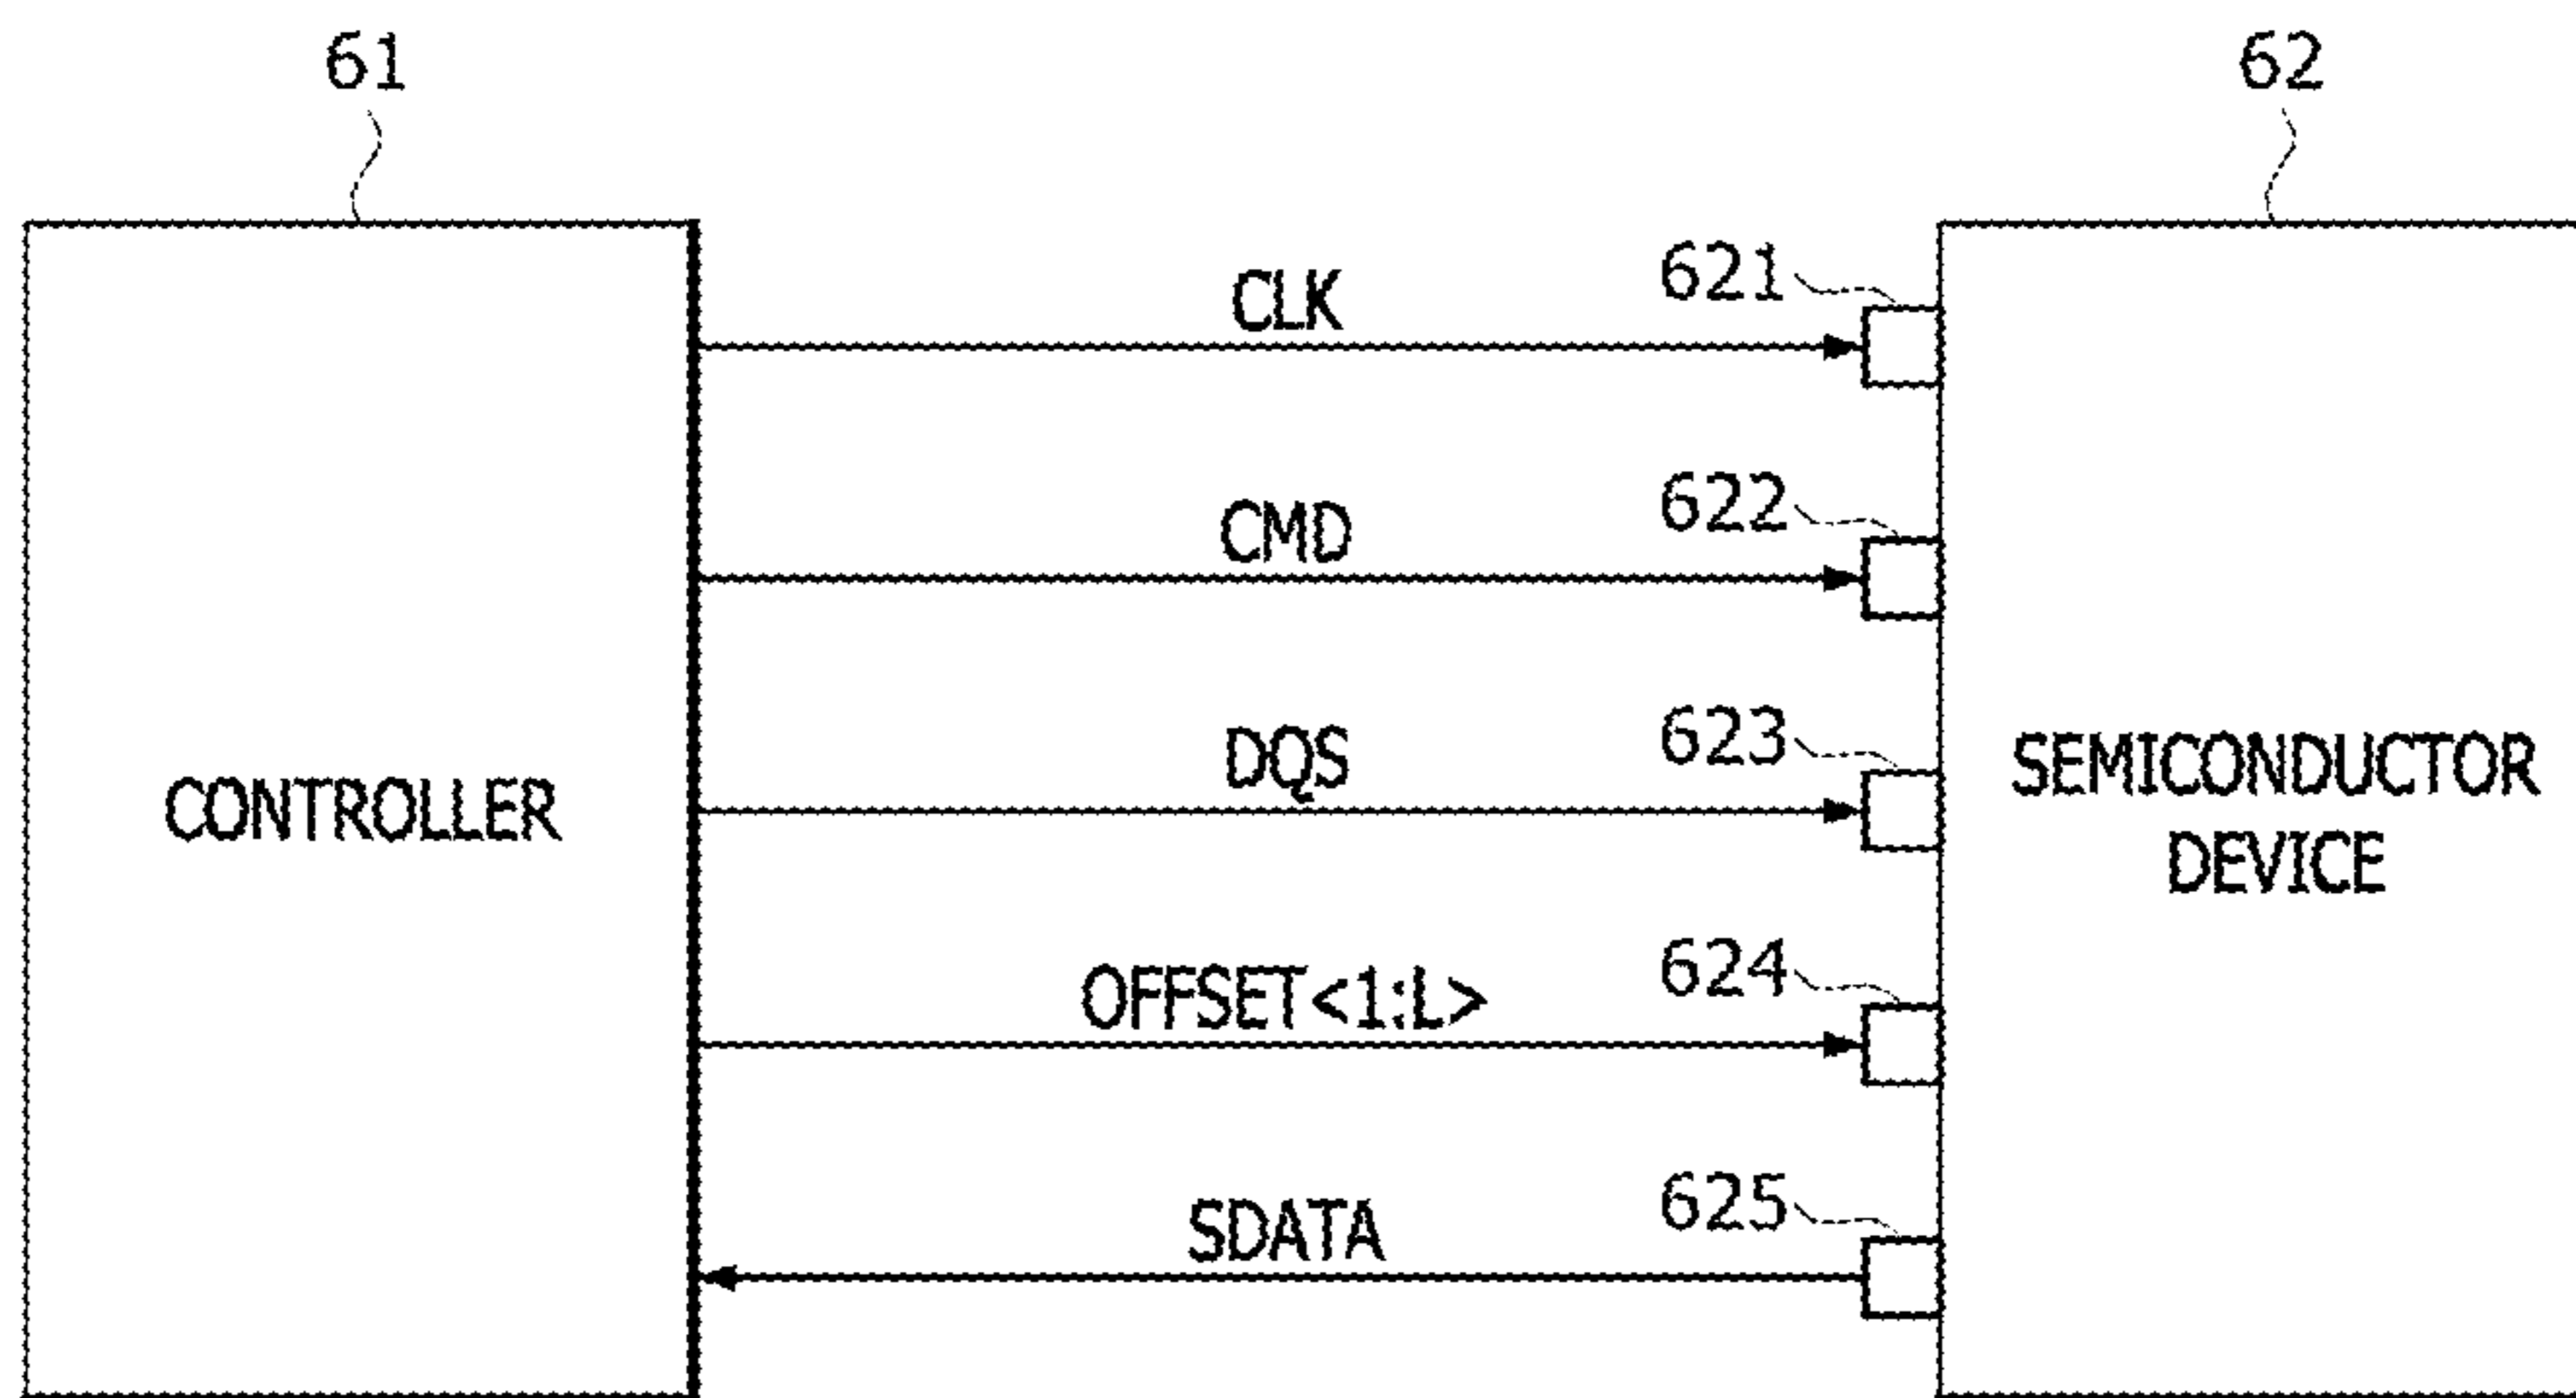 61
62
621
CLK
622
CMD
623
DQS
CONTROLLER
SEMICONDUCTOR
DEVICE
624
OFFSET<1:L>
625
SDATA